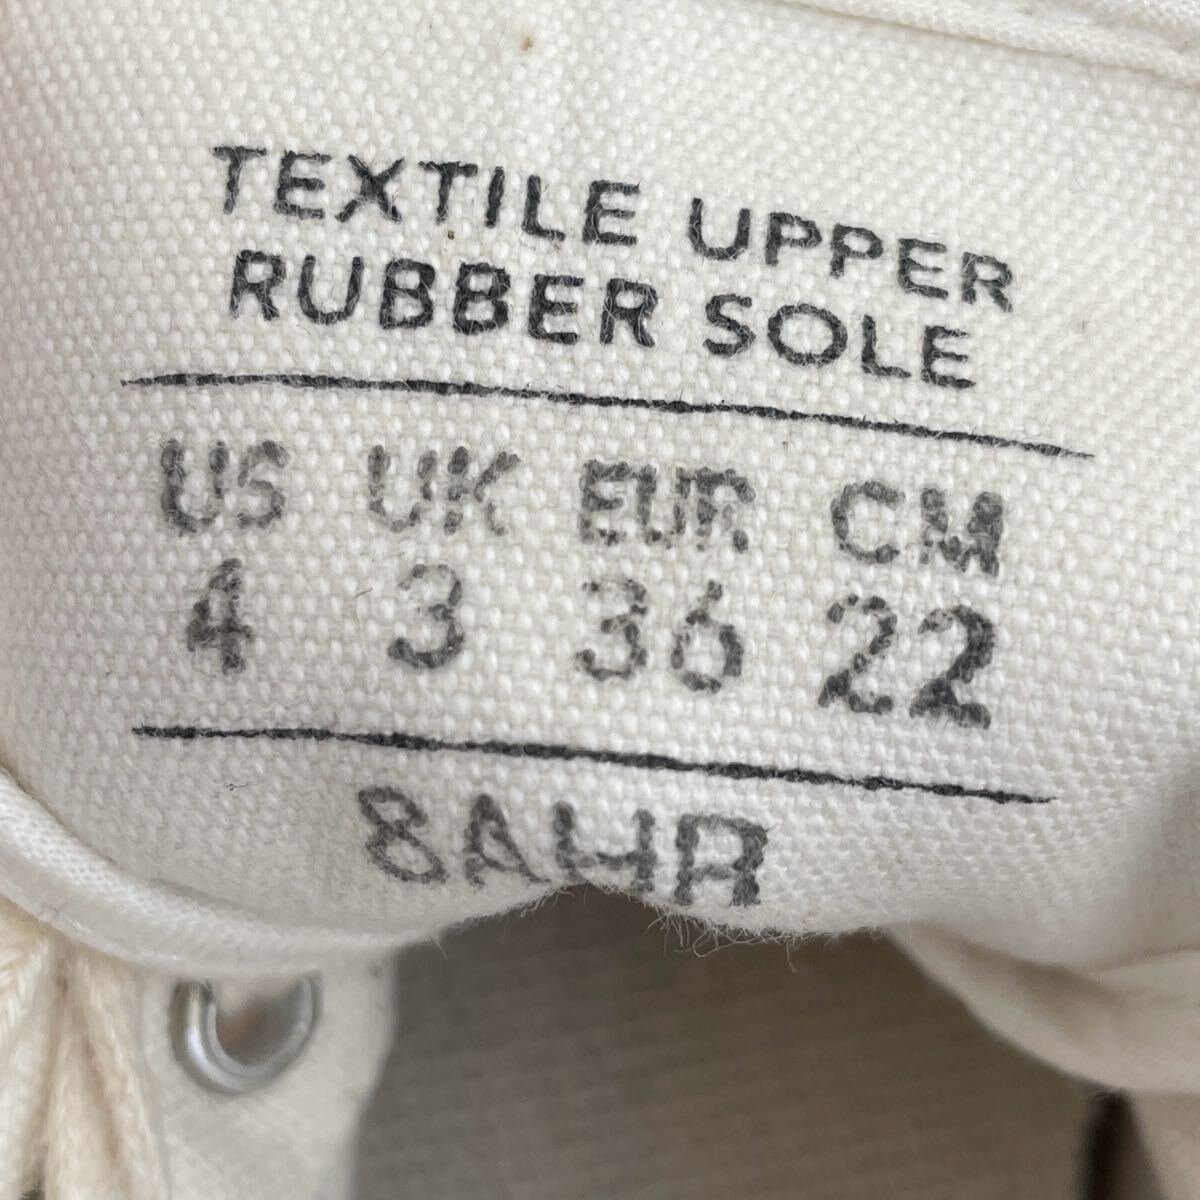 TEXTILE UPPER
RUBBER SOLE
US UK EUR CM
4 3 36 22
8AHR